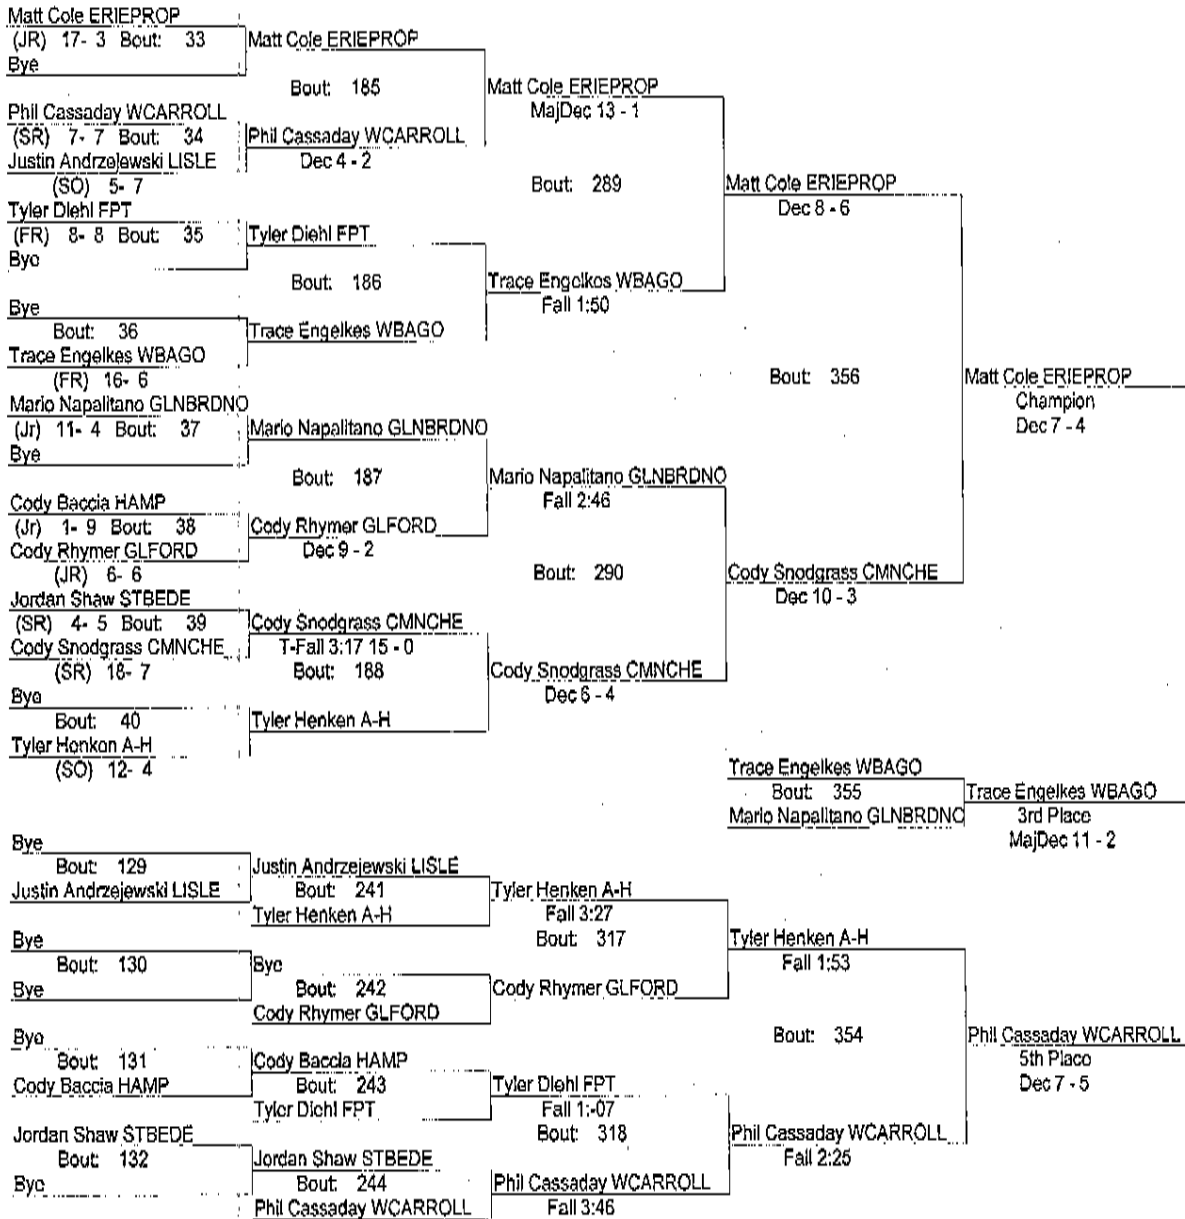 Matt Cole ERIEPROP
(JR) 17- 3 Bout: 33
Bye
Matt Cole ERIEPROP
Bout: 185
Phil Cassaday WCARROLL
(SR) 7- 7 Bout: 34
Justin Andrzejewski LISLE
(SO) 5- 7
Phil Cassaday WCARROLL
Dec 4 - 2
Matt Cole ERIEPROP
MajDec 13 - 1
Bout: 289
Tyler Diehl FPT
(FR) 8- 8 Bout: 35
Bye
Tyler Diehl FPT
Bout: 186
Bye
Bout: 36
Trace Engelkes WBAGO
(FR) 16- 6
Trace Engelkes WBAGO
Trace Engelkes WBAGO
Fall 1:50
Matt Cole ERIEPROP
Dec 8 - 6
Bout: 356
Matt Cole ERIEPROP
Champion
Dec 7 - 4
Mario Napalitano GLNBRDNO
(Jr) 11- 4 Bout: 37
Bye
Mario Napalitano GLNBRDNO
Bout: 187
Cody Baccia HAMP
(Jr) 1- 9 Bout: 38
Cody Rhymer GLFORD
(JR) 6- 6
Cody Rhymer GLFORD
Dec 9 - 2
Mario Napalitano GLNBRDNO
Fall 2:46
Bout: 290
Cody Snodgrass CMNCHE
Dec 10 - 3
Jordan Shaw STBEDE
(SR) 4- 5 Bout: 39
Cody Snodgrass CMNCHE
(SR) 18- 7
Cody Snodgrass CMNCHE
T-Fall 3:17 15 - 0
Bout: 188
Bye
Bout: 40
Tyler Henken A-H
(SO) 12- 4
Tyler Henken A-H
Cody Snodgrass CMNCHE
Dec 6 - 4
Trace Engelkes WBAGO
Bout: 355
Mario Napalitano GLNBRDNO
Trace Engelkes WBAGO
3rd Place
MajDec 11 - 2
Bye
Bout: 129
Justin Andrzejewski LISLE
Justin Andrzejewski LISLE
Bout: 241
Tyler Henken A-H
Tyler Henken A-H
Fall 3:27
Bout: 317
Bye
Bout: 130
Bye
Bye
Bout: 242
Cody Rhymer GLFORD
Cody Rhymer GLFORD
Tyler Henken A-H
Fall 1:53
Bout: 354
Bye
Bout: 131
Cody Baccia HAMP
Cody Baccia HAMP
Bout: 243
Tyler Diehl FPT
Tyler Diehl FPT
Fall 1:-07
Bout: 318
Jordan Shaw STBEDE
Bout: 132
Bye
Jordan Shaw STBEDE
Bout: 244
Phil Cassaday WCARROLL
Phil Cassaday WCARROLL
Fall 3:46
Phil Cassaday WCARROLL
Fall 2:25
Phil Cassaday WCARROLL
5th Place
Dec 7 - 5